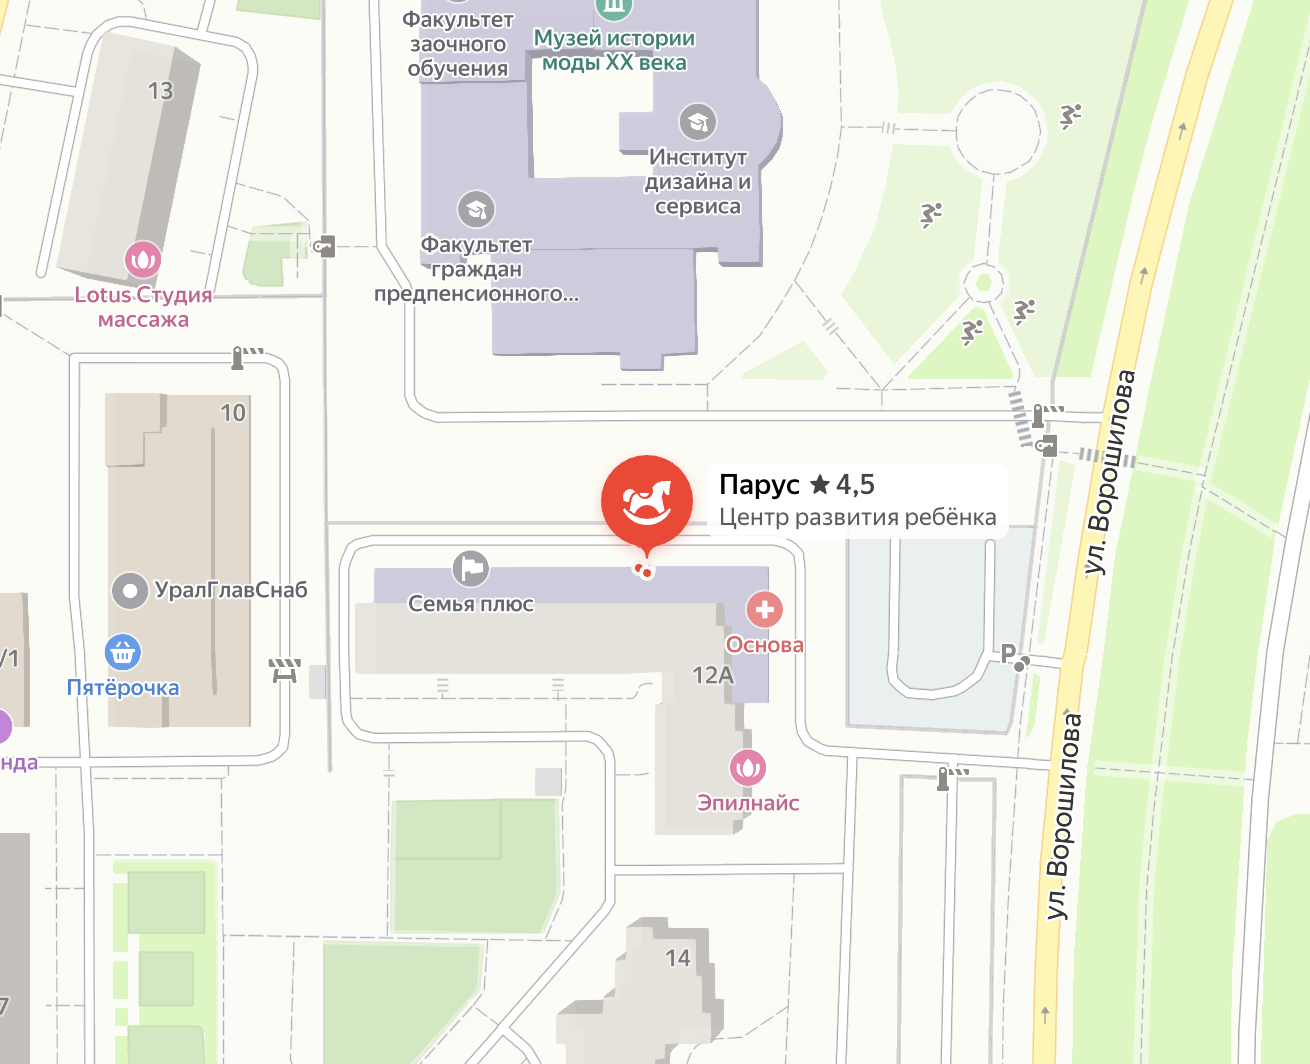 Факультет
заочного
обучения
Музей истории
моды XX века
13
Институт
дизайна и
сервиса
Факультет
граждан
предпенсионного...
Lotus Студия
массажа
10
ул. Ворошилова
Парус ★ 4,5
Центр развития ребёнка
УралГлавСнаб
Семья плюс
Основа
/1
Пятёрочка
12А
P
нда
Эпилнайс
ул. Ворошилова
14
7